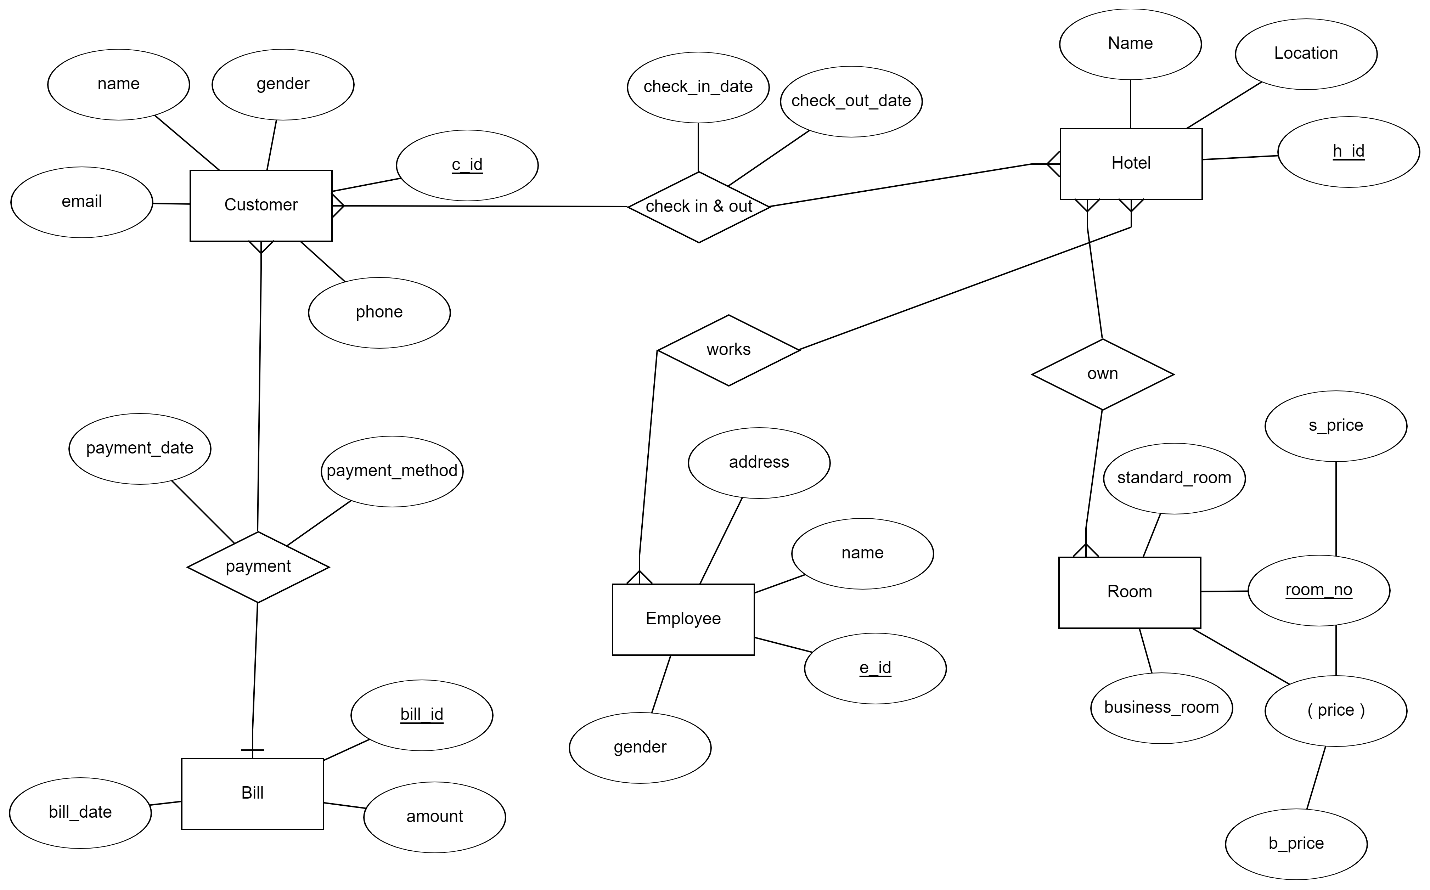 Name
Location
name
gender
check_in_date
check_out_date
h_id
Hotel
c_id
email
Customer
check in & out
phone
works
own
s_price
payment_date
payment_method
address
standard_room
name
payment
room_no
Room
Employee
e_id
business_room
( price )
bill_id
gender
Bill
bill_date
amount
b_price